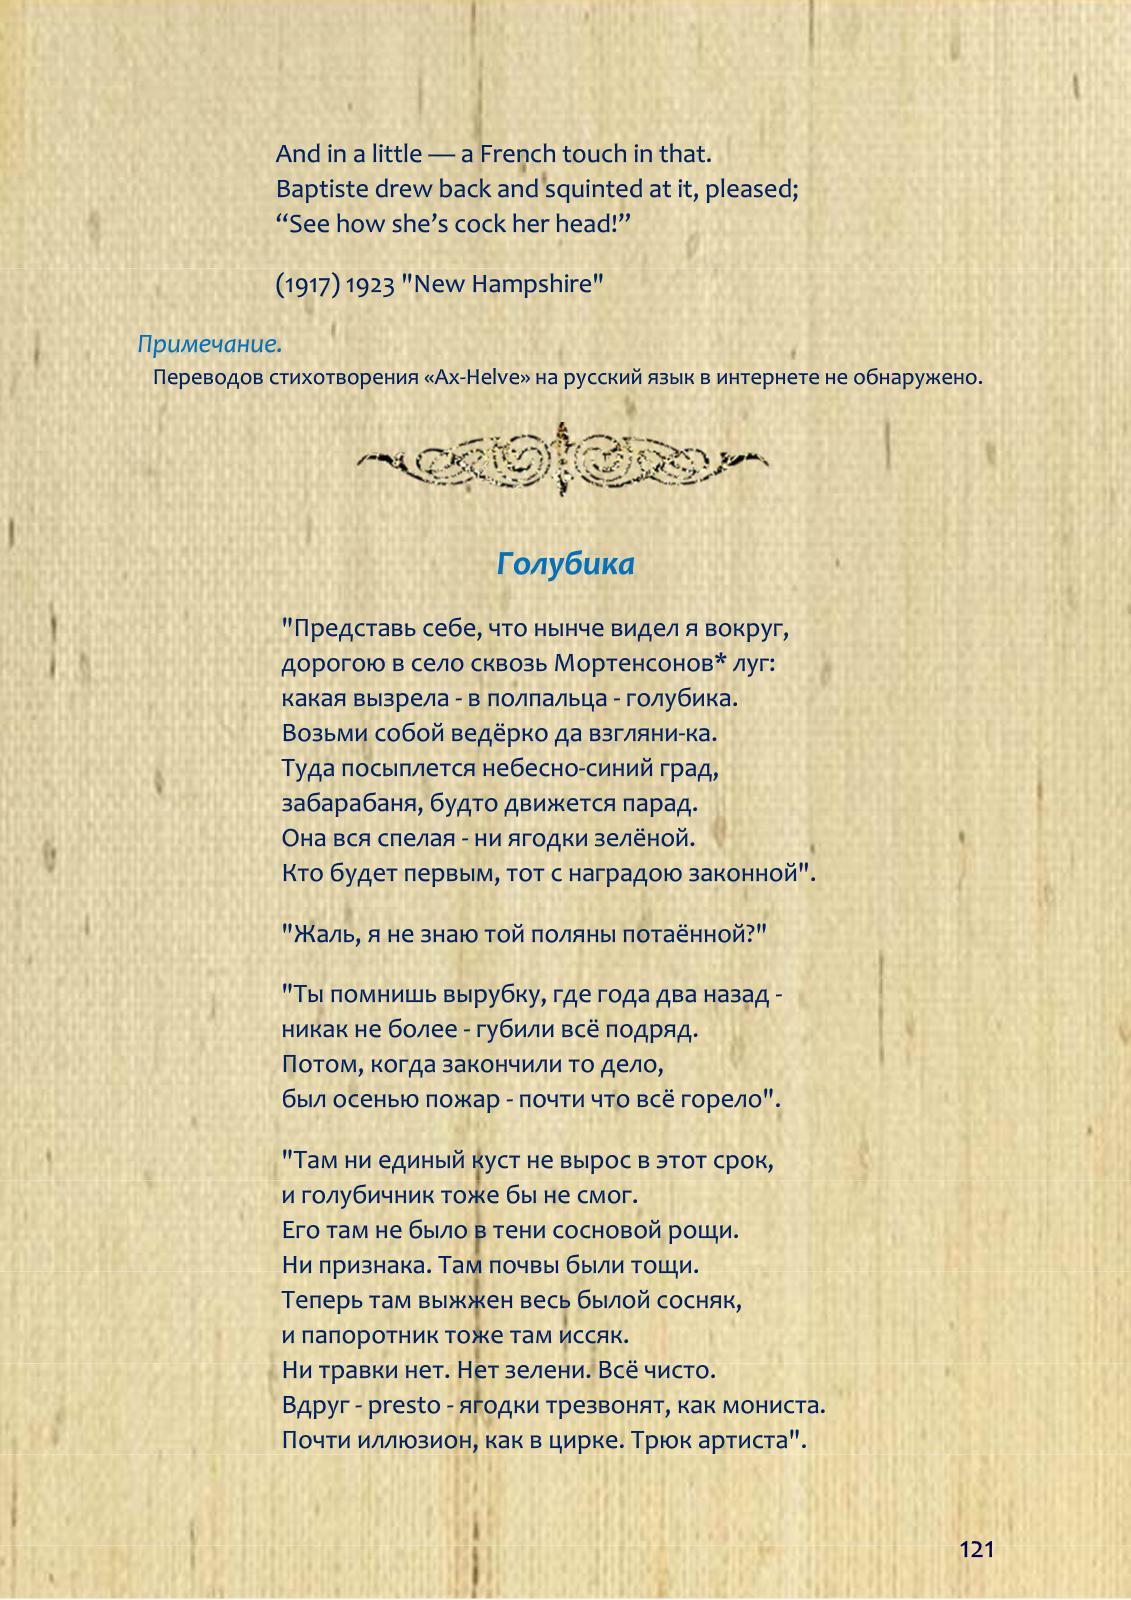 And in a little — a French touch in that.
Baptiste drew back and squinted at it, pleased;
“See how she’s cock her head!”
(1917) 1923 "New Hampshire"
Примечание.
Переводов стихотворения «Ax-Helve» на русский язык в интернете не обнаружено.
Голубика
"Представь себе, что нынче видел я вокруг,
дорогою в село сквозь Мортенсонов* луг:
какая вызрела - в полпальца - голубика.
Возьми собой ведёрко да взгляни-ка.
Туда посыплется небесно-синий град,
забарабаня, будто движется парад.
Она вся спелая - ни ягодки зелёной.
Кто будет первым, тот с наградою законной".
"Жаль, я не знаю той поляны потаённой?"
"Ты помнишь вырубку, где года два назад -
никак не более - губили всё подряд.
Потом, когда закончили то дело,
был осенью пожар - почти что всё горело".
"Там ни единый куст не вырос в этот срок,
и голубичник тоже бы не смог.
Его там не было в тени сосновой рощи.
Ни признака. Там почвы были тощи.
Теперь там выжжен весь былой сосняк,
и папоротник тоже там иссяк.
Ни травки нет. Нет зелени. Всё чисто.
Вдруг - presto - ягодки трезвонят, как мониста.
Почти иллюзион, как в цирке. Трюк артиста".
121